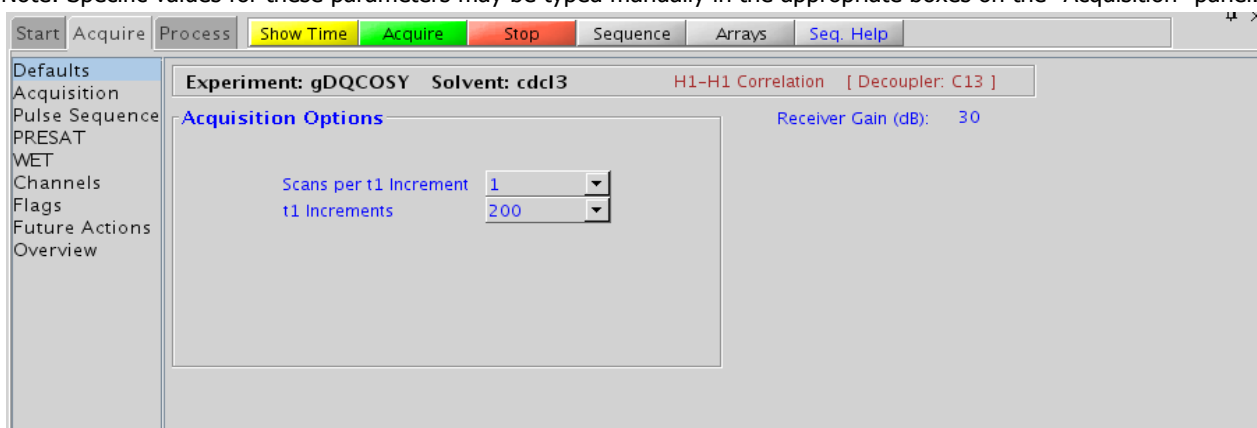 Note: Specific values for these parameters may be typed manually in the appropriate boxes on the "Acquisition" panel.
Start Acquire Process Show Time Acquire Stop Sequence Arrays Seq. Help
Defaults
Acquisition
Pulse Sequence
PRESAT
WET
Channels
Flags
Future Actions
Overview
Experiment: gDQCOSY Solvent: cdcl3 H1-H1 Correlation [ Decoupler: C13 ]
Acquisition Options
Scans per t1 Increment 1
t1 Increments 200
Receiver Gain (dB): 30